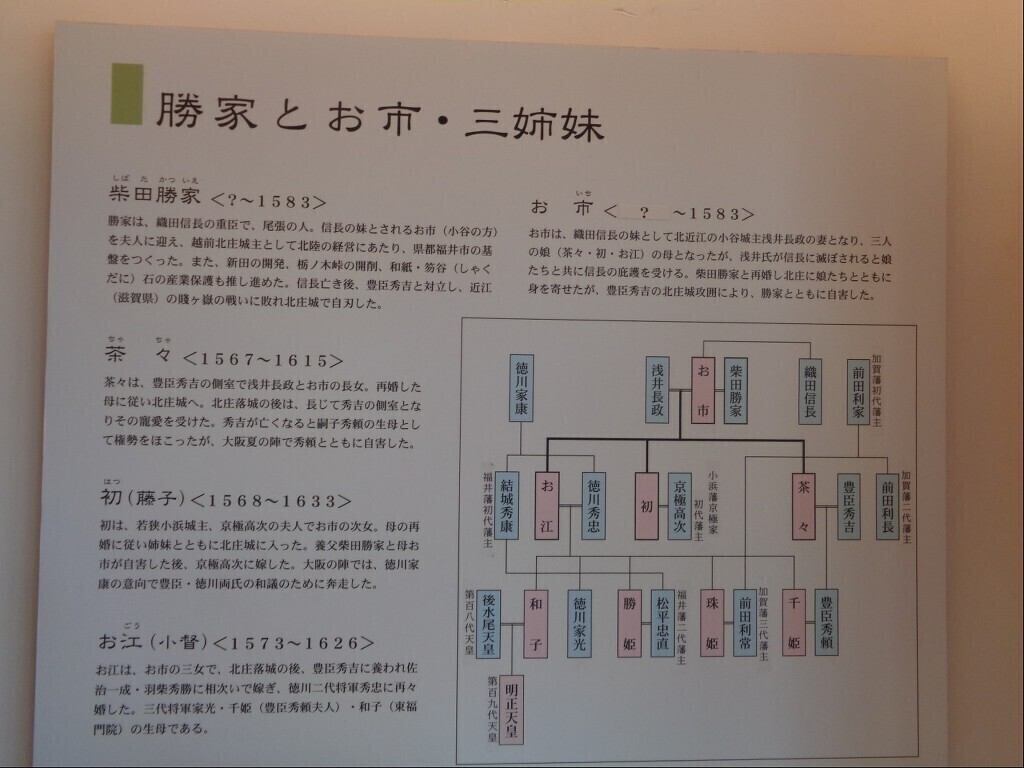 勝家とお市・三姉妹
しばたかついえ
柴田勝家 <?～1583>
勝家は、織田信長の重臣で、尾張の人。信長の妹とされるお市（小谷の方）
を夫人に迎え、越前北庄城主として北陸の経営にあたり、県都福井市の基
盤をつくった。また、新田の開発、栃ノ木峠の開削、和紙・笏谷（しゃく
だに）石の産業保護も推し進めた。信長亡き後、豊臣秀吉と対立し、近江
（滋賀県）の賤ヶ嶽の戦いに敗れ北庄城で自刃した。
いち
お市 < ? ～1583>
お市は、織田信長の妹として北近江の小谷城主浅井長政の妻となり、三人
の娘（茶々・初・お江）の母となったが、浅井氏が信長に滅ぼされると娘
たちと共に信長の庇護を受ける。柴田勝家と再婚し北庄に娘たちとともに
身を寄せたが、豊臣秀吉の北庄城攻囲により、勝家とともに自害した。
ちゃ ちゃ
茶々 <1567～1615>
茶々は、豊臣秀吉の側室で浅井長政とお市の長女。再婚した
母に従い北庄城へ。北庄落城の後は、長じて秀吉の側室とな
りその寵愛を受けた。秀吉が亡くなると嗣子秀頼の生母とし
て権勢をほこったが、大阪夏の陣で秀頼とともに自害した。
はつ
初(藤子)<1568～1633>
初は、若狭小浜城主、京極高次の夫人でお市の次女。母の再
婚に従い姉妹とともに北庄城に入った。養父柴田勝家と母お
市が自害した後、京極高次に嫁した。大阪の陣では、徳川家
康の意向で豊臣・徳川両氏の和議のために奔走した。
ごう
お江(小督)<1573～1626>
お江は、お市の三女で、北庄落城の後、豊臣秀吉に養われ佐
治一成・羽柴秀勝に相次いで嫁ぎ、徳川二代将軍秀忠に再々
婚した。三代将軍家光・千姫（豊臣秀頼夫人）・和子（東福
門院）の生母である。
徳川家康
浅井長政
お市
柴田勝家
織田信長
前田利家
加賀藩初代藩主
福井藩初代藩主
結城秀康
お江
徳川秀忠
初
京極高次
小浜藩京極家
初代藩主
茶々
豊臣秀吉
前田利長
加賀藩二代藩主
第百八代天皇
後水尾天皇
和子
徳川家光
勝姫
松平忠直
福井藩二代藩主
珠姫
前田利常
加賀藩三代藩主
千姫
豊臣秀頼
第百九代天皇
明正天皇